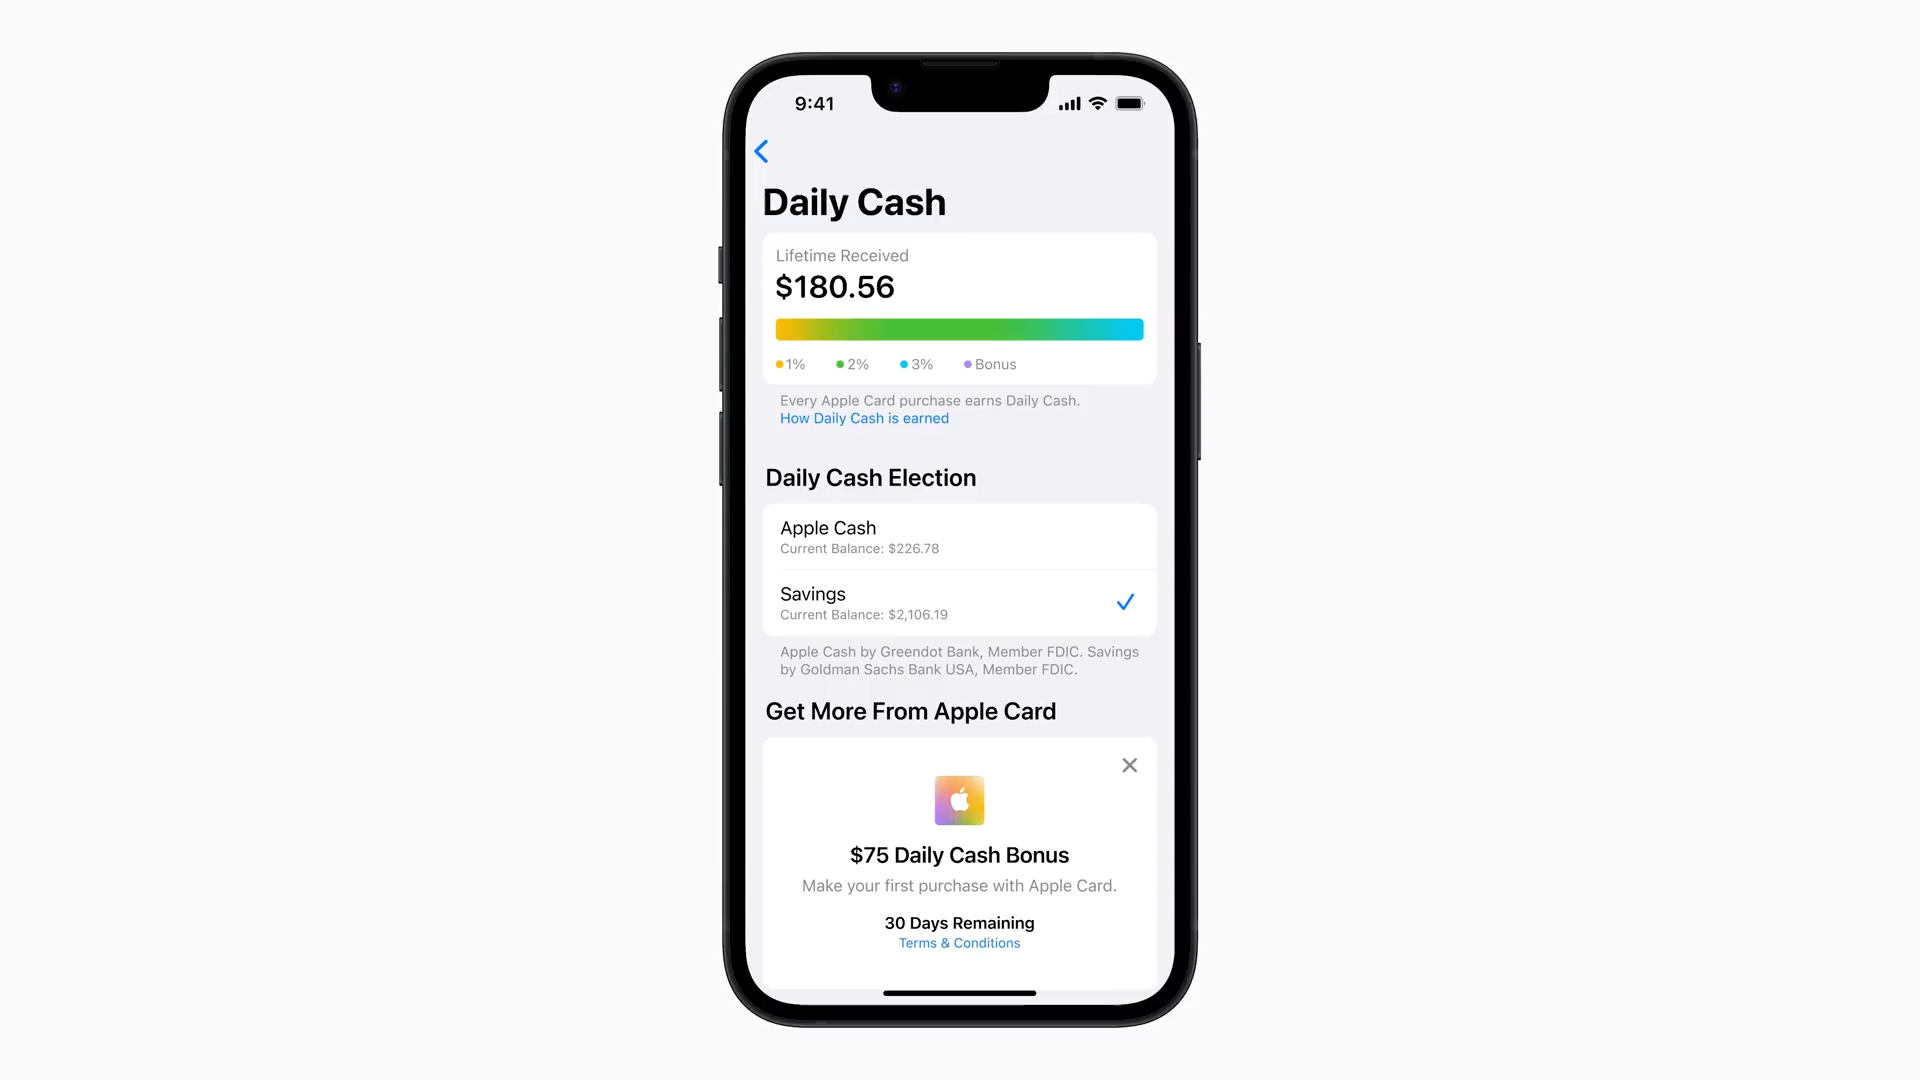 9:41
Daily Cash
Lifetime Received
$180.56
1% 2% 3% Bonus
Every Apple Card purchase earns Daily Cash.
How Daily Cash is earned
Daily Cash Election
Apple Cash
Current Balance: $226.78
Savings
Current Balance: $2,106.19
Apple Cash by Greendot Bank, Member FDIC. Savings
by Goldman Sachs Bank USA, Member FDIC.
Get More From Apple Card
$75 Daily Cash Bonus
Make your first purchase with Apple Card.
30 Days Remaining
Terms & Conditions